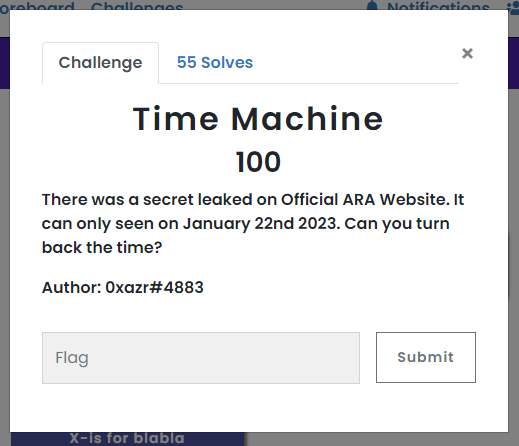 oreboard Challenges Notifications
Challenge 55 Solves ×
Time Machine
100
There was a secret leaked on Official ARA Website. It
can only seen on January 22nd 2023. Can you turn
back the time?
Author: 0xazr#4883
Flag Submit
X-is for blabla